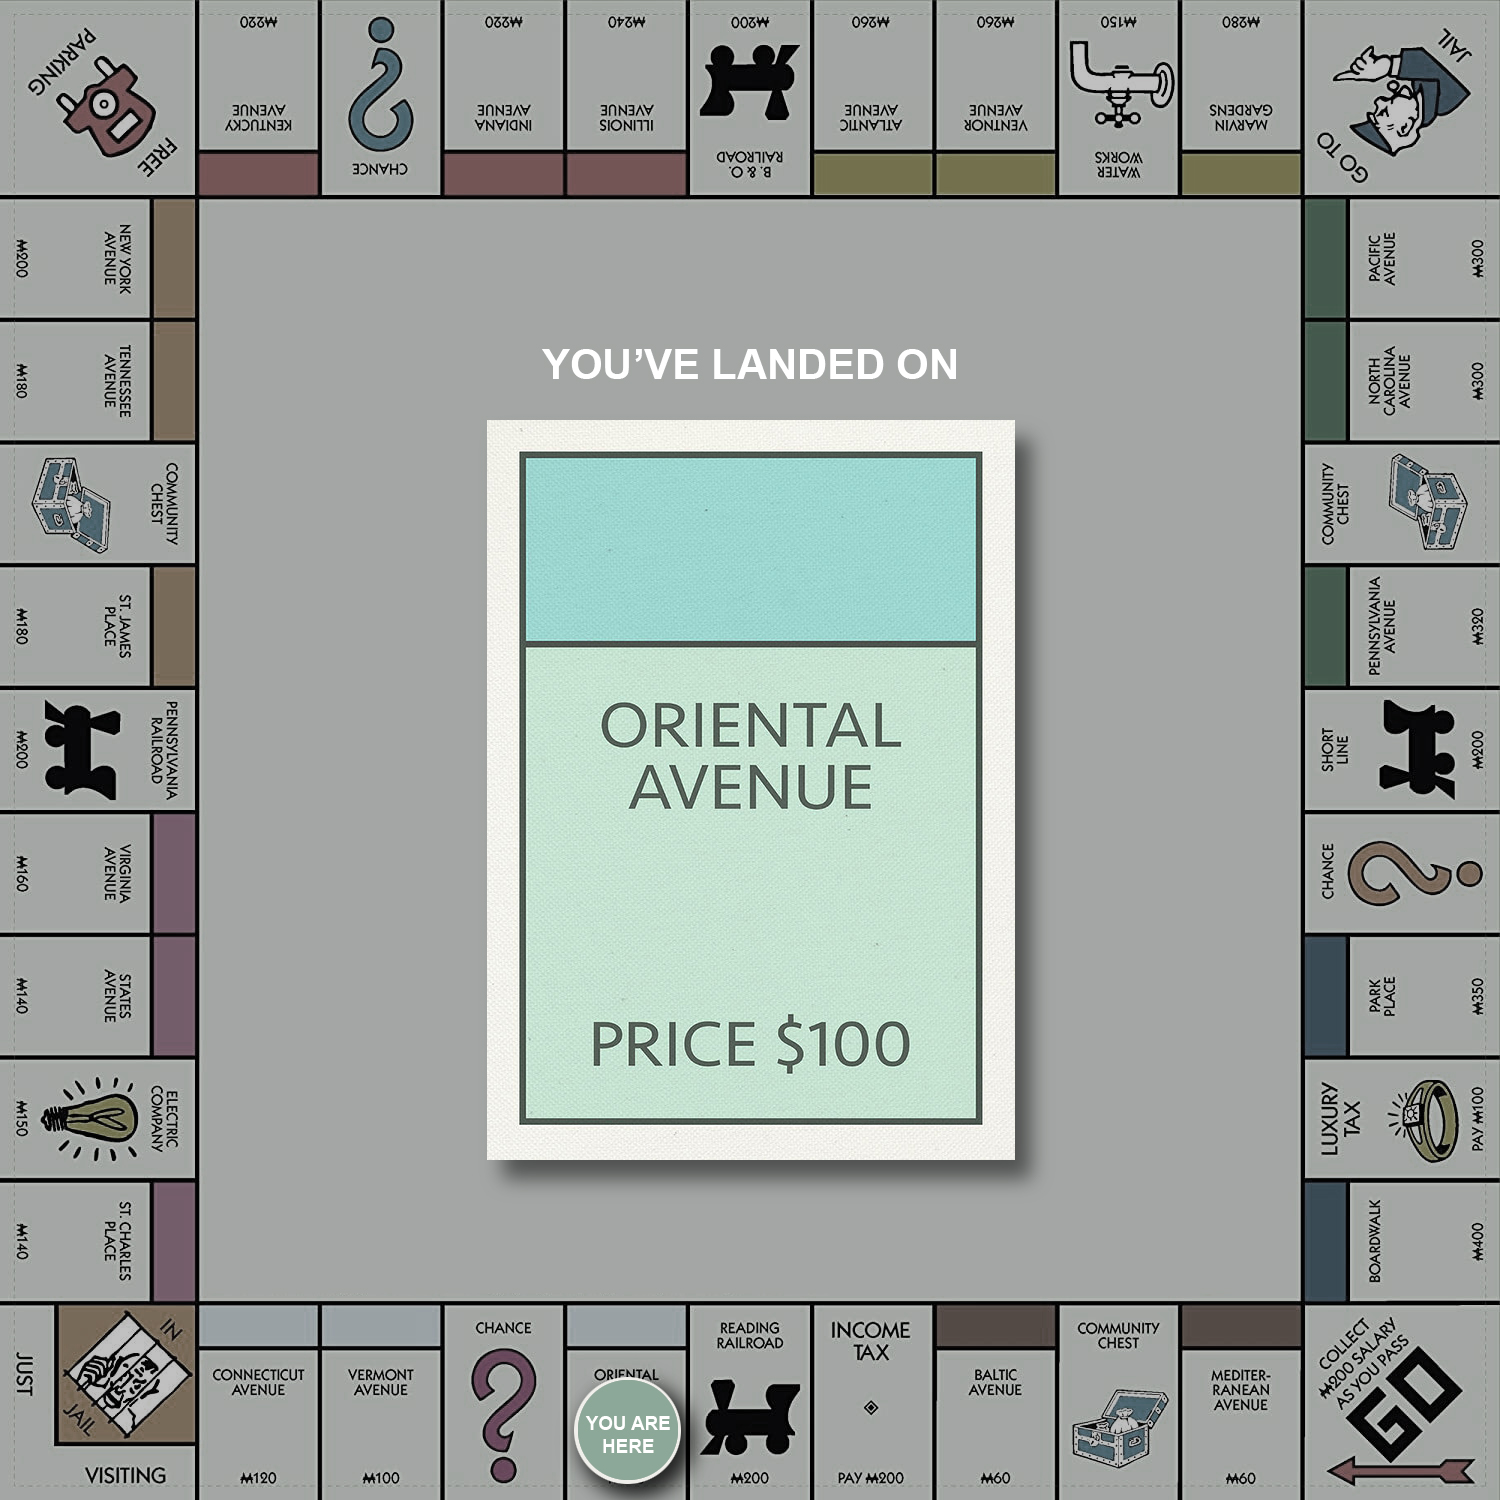 PARKING
FREE
₩220
KENTUCKY
AVENUE
CHANCE
₩220
INDIANA
AVENUE
₩240
ILLINOIS
AVENUE
₩200
B. & O.
RAILROAD
₩260
ATLANTIC
AVENUE
₩260
VENTNOR
AVENUE
₩150
WATER
WORKS
₩280
MARVIN
GARDENS
GO TO
JAIL
NEW YORK
AVENUE
₩200
TENNESSEE
AVENUE
₩180
COMMUNITY
CHEST
ST. JAMES
PLACE
₩180
PENNSYLVANIA
RAILROAD
₩200
VIRGINIA
AVENUE
₩160
STATES
AVENUE
₩140
ELECTRIC
COMPANY
₩150
ST. CHARLES
PLACE
₩140
YOU’VE LANDED ON
ORIENTAL
AVENUE
PRICE $100
PACIFIC
AVENUE
₩300
NORTH
CAROLINA
AVENUE
₩300
COMMUNITY
CHEST
PENNSYLVANIA
AVENUE
₩320
SHORT
LINE
₩200
CHANCE
PARK
PLACE
₩350
LUXURY
TAX
PAY ₩100
BOARDWALK
₩400
JUST
VISITING
IN
JAIL
CONNECTICUT
AVENUE
₩120
VERMONT
AVENUE
₩100
CHANCE
ORIENTAL
YOU ARE
HERE
READING
RAILROAD
₩200
INCOME
TAX
PAY ₩200
BALTIC
AVENUE
₩60
COMMUNITY
CHEST
MEDITER-
RANEAN
AVENUE
₩60
COLLECT
₩200 SALARY
AS YOU PASS
GO